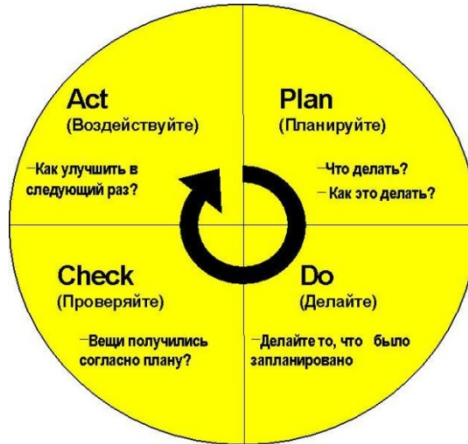 Act
(Воздействуйте)
–Как улучшить в
следующий раз?
Plan
(Планируйте)
–Что делать?
– Как это делать?
Check
(Проверяйте)
–Вещи получились
согласно плану?
Do
(Делайте)
–Делайте то, что было
запланировано